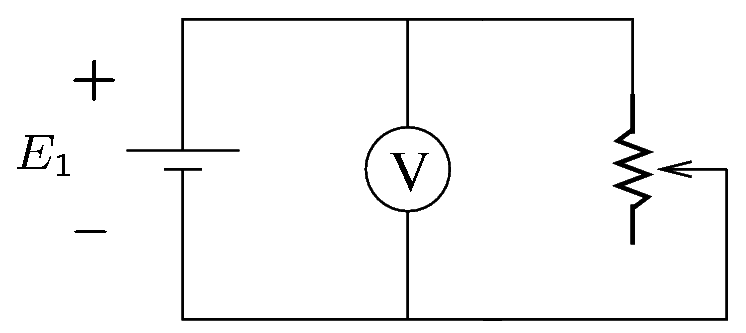 +
E₁
V
−